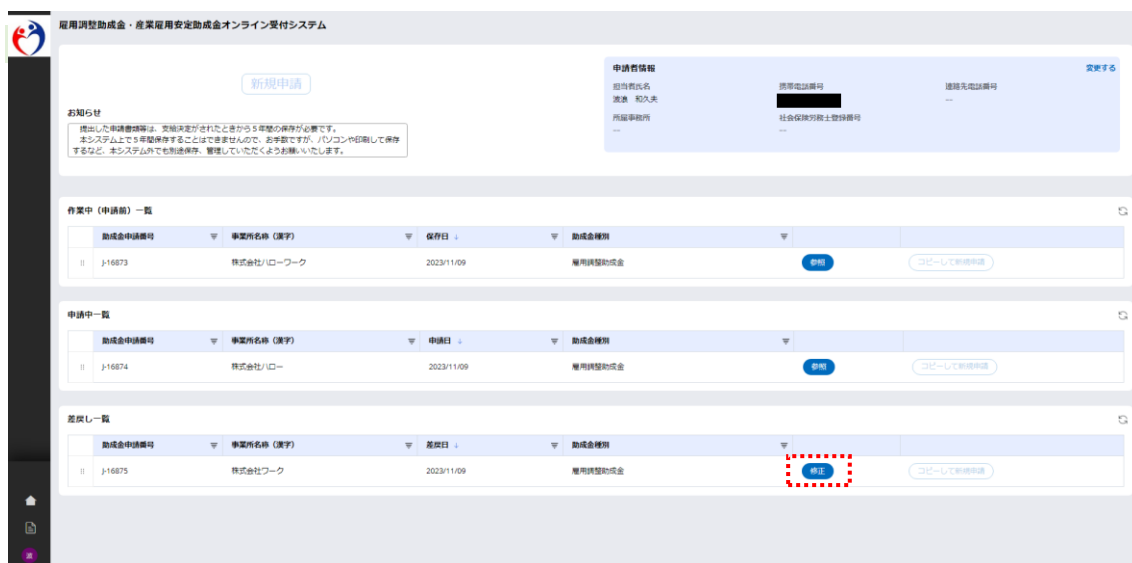 雇用調整助成金・産業雇用安定助成金オンライン受付システム
新規申請
お知らせ
提出した申請書類等は、支給決定がされたときから５年間の保存が必要です。
本システム上で５年間保存することはできませんので、お手数ですが、パソコンや印刷して保存
するなど、本システム外でも別途保存、管理していただくようお願いいたします。
申請者情報 変更する
担当者氏名 携帯電話番号 連絡先電話番号
渡邉 和久夫 ---
所属事務所 社会保険労務士登録番号
--- ---
作業中（申請前）一覧
助成金申請番号 事業所名称（漢字） 保存日 ↓ 助成金種別
J-16873 株式会社ハローワーク 2023/11/09 雇用調整助成金 参照 コピーして新規申請
申請中一覧
助成金申請番号 事業所名称（漢字） 申請日 ↓ 助成金種別
J-16874 株式会社ハロー 2023/11/09 雇用調整助成金 参照 コピーして新規申請
差戻し一覧
助成金申請番号 事業所名称（漢字） 差戻日 ↓ 助成金種別
J-16875 株式会社ワーク 2023/11/09 雇用調整助成金 修正 コピーして新規申請